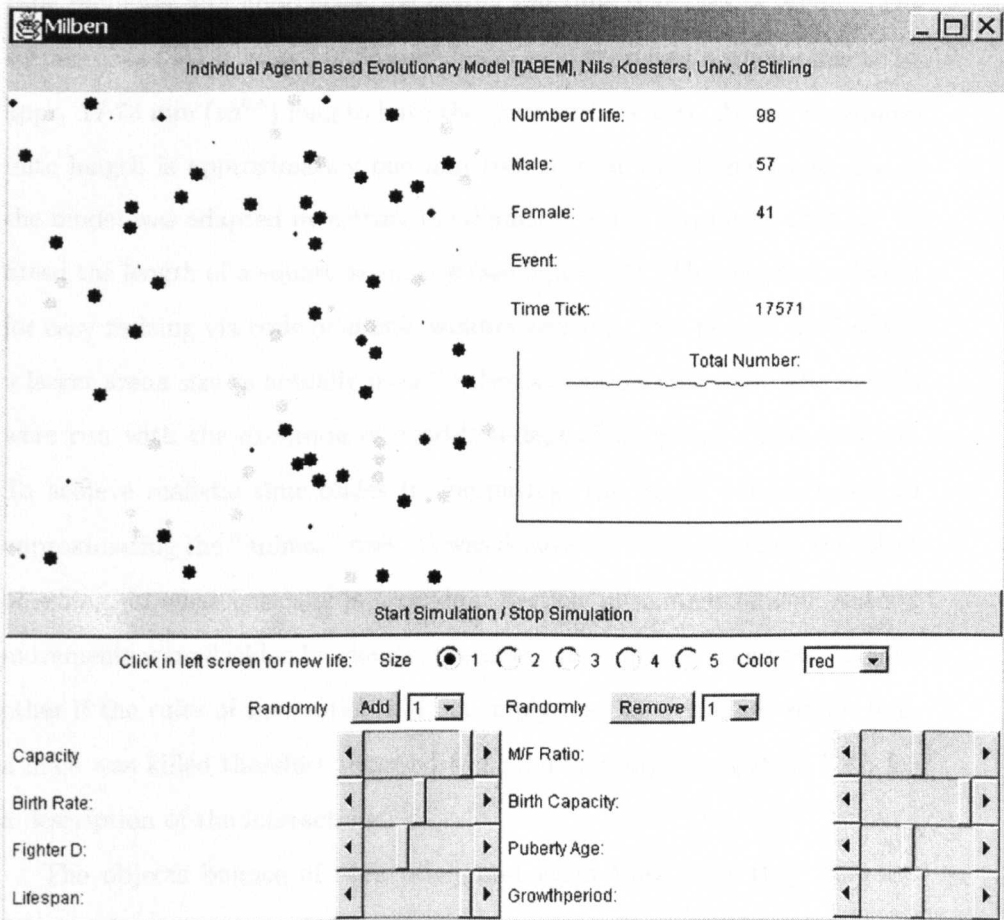 Milben
Individual Agent Based Evolutionary Model [IABEM], Nils Koesters, Univ. of Stirling
Number of life: 98
Male: 57
Female: 41
Event:
Time Tick: 17571
Total Number:
Start Simulation / Stop Simulation
Click in left screen for new life: Size 1 2 3 4 5 Color red
Randomly Add 1 Randomly Remove 1
Capacity M/F Ratio:
Birth Rate: Birth Capacity:
Fighter D: Puberty Age:
Lifespan: Growthperiod: